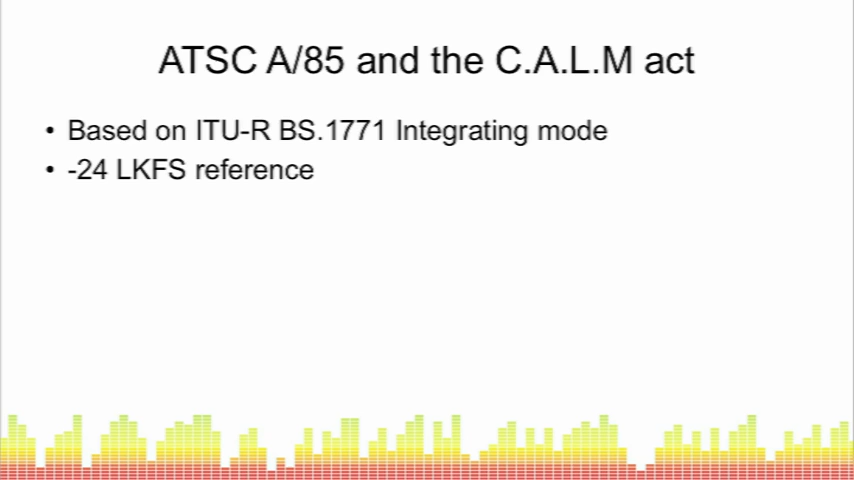 ATSC A/85 and the C.A.L.M act
• Based on ITU-R BS.1771 Integrating mode
• -24 LKFS reference